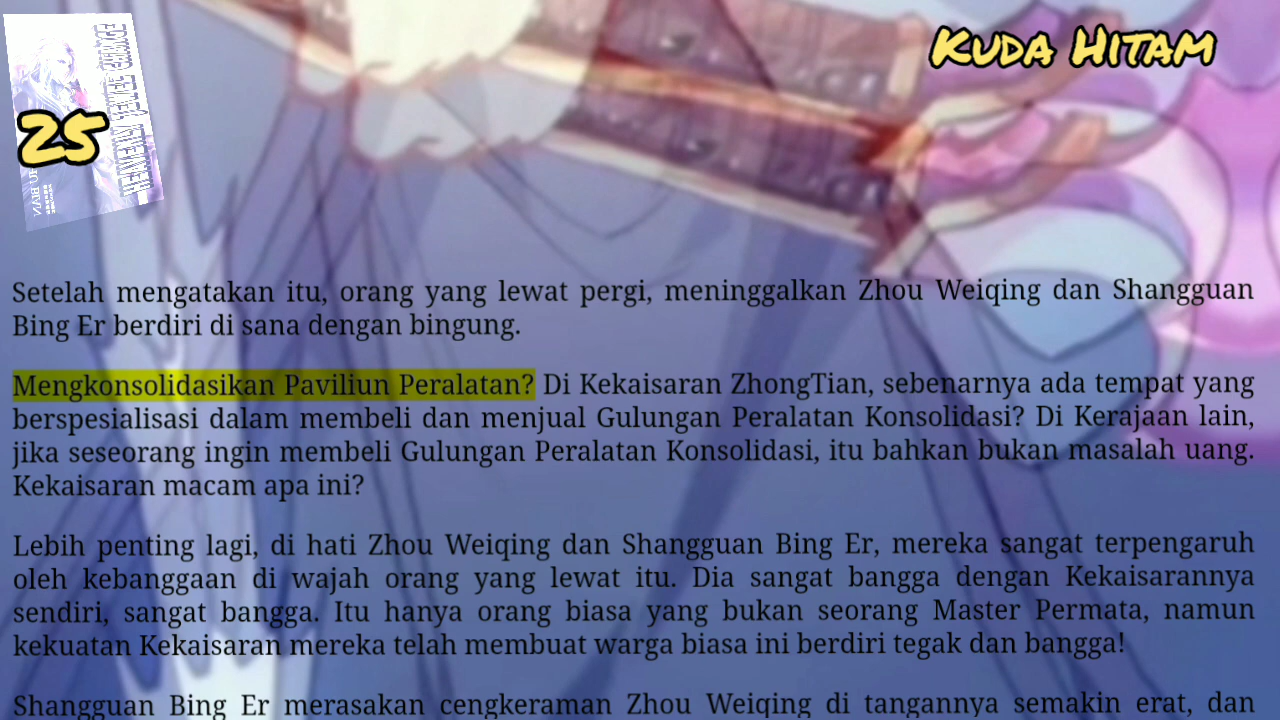 Kuda Hitam
25
Setelah mengatakan itu, orang yang lewat pergi, meninggalkan Zhou Weiqing dan Shangguan
Bing Er berdiri di sana dengan bingung.
Mengkonsolidasikan Paviliun Peralatan? Di Kekaisaran ZhongTian, sebenarnya ada tempat yang
berspesialisasi dalam membeli dan menjual Gulungan Peralatan Konsolidasi? Di Kerajaan lain,
jika seseorang ingin membeli Gulungan Peralatan Konsolidasi, itu bahkan bukan masalah uang.
Kekaisaran macam apa ini?
Lebih penting lagi, di hati Zhou Weiqing dan Shangguan Bing Er, mereka sangat terpengaruh
oleh kebanggaan di wajah orang yang lewat itu. Dia sangat bangga dengan Kekaisarannya
sendiri, sangat bangga. Itu hanya orang biasa yang bukan seorang Master Permata, namun
kekuatan Kekaisaran mereka telah membuat warga biasa ini berdiri tegak dan bangga!
Shangguan Bing Er merasakan cengkeraman Zhou Weiqing di tangannya semakin erat, dan